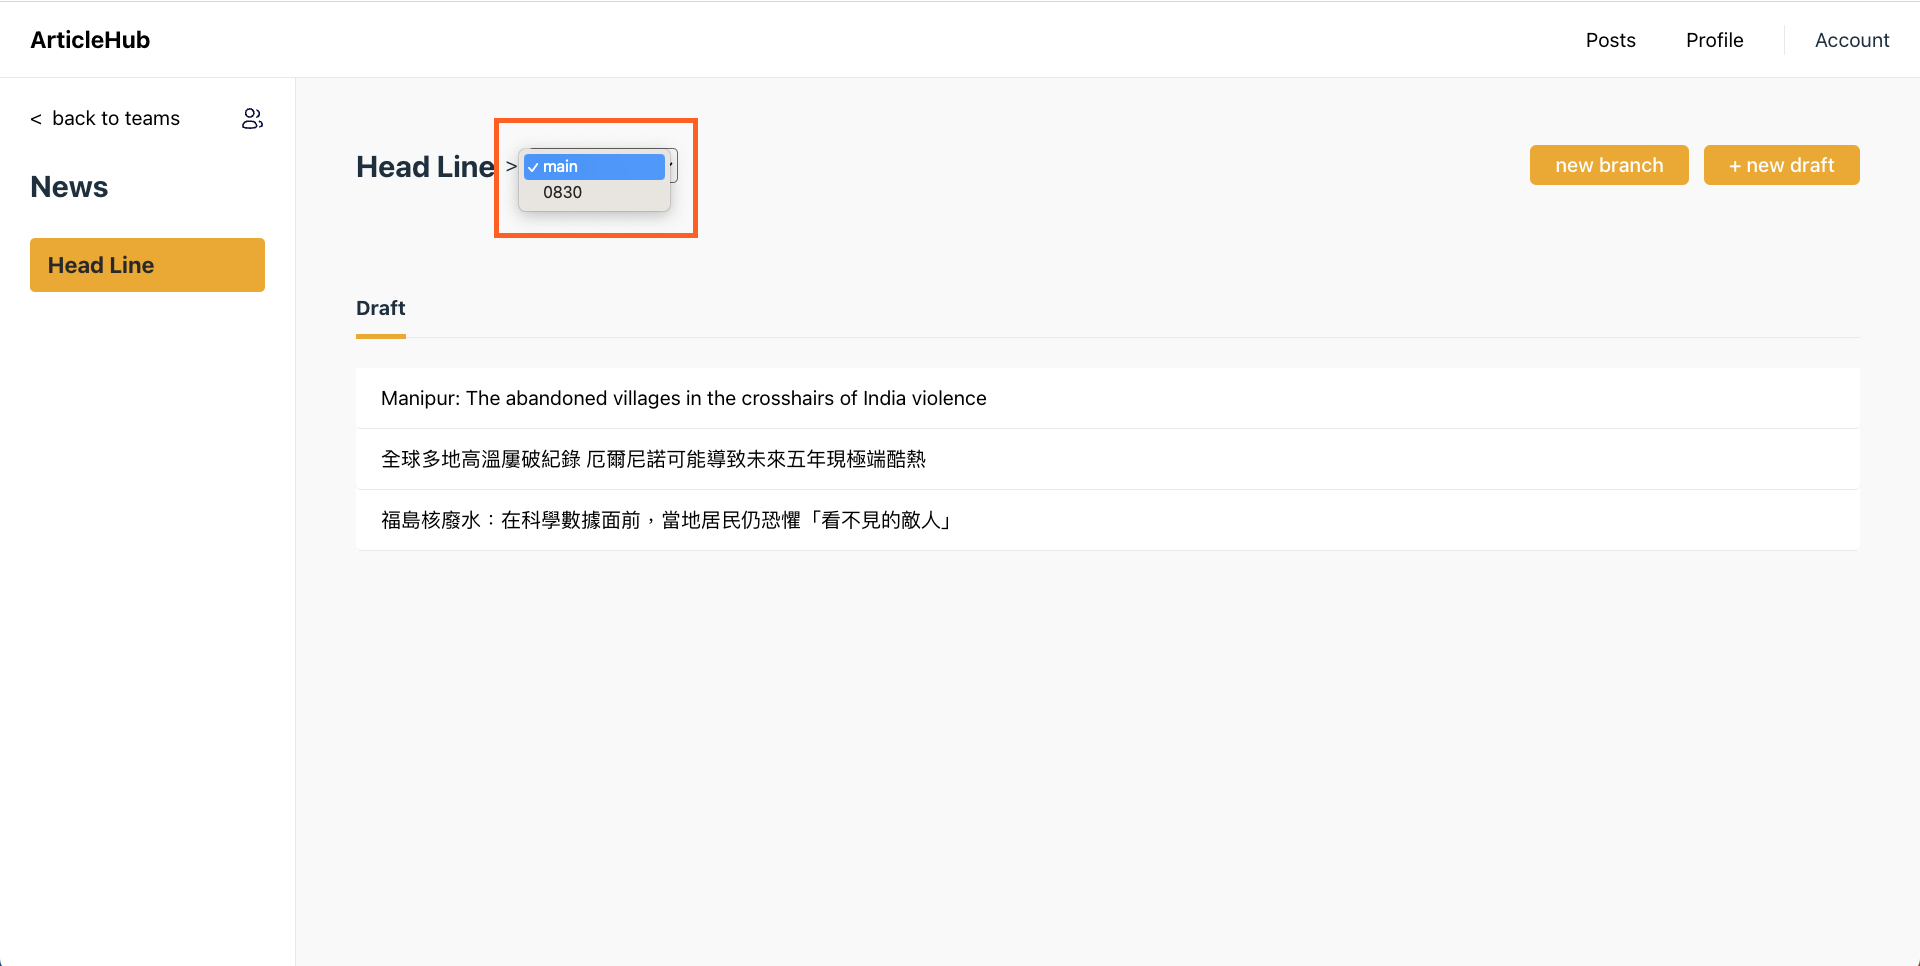 ArticleHub
Posts
Profile
Account
< back to teams
News
Head Line
Head Line >
✓ main
0830
new branch
+ new draft
Draft
Manipur: The abandoned villages in the crosshairs of India violence
全球多地高溫屢破紀錄 厄爾尼諾可能導致未來五年現極端酷熱
福島核廢水：在科學數據面前，當地居民仍恐懼「看不見的敵人」